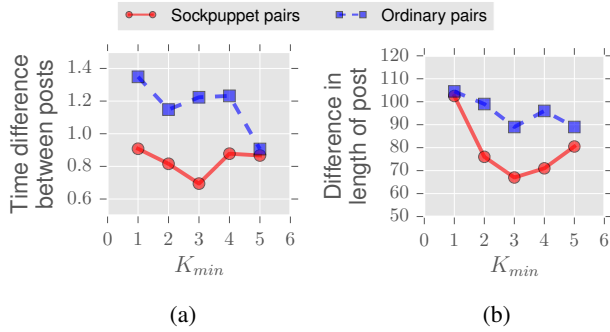 Sockpuppet pairs Ordinary pairs
Time difference
between posts
1.4
1.2
1.0
0.8
0.6
0 1 2 3 4 5 6
K_min
(a)
Difference in
length of post
120
110
100
90
80
70
60
50
0 1 2 3 4 5 6
K_min
(b)